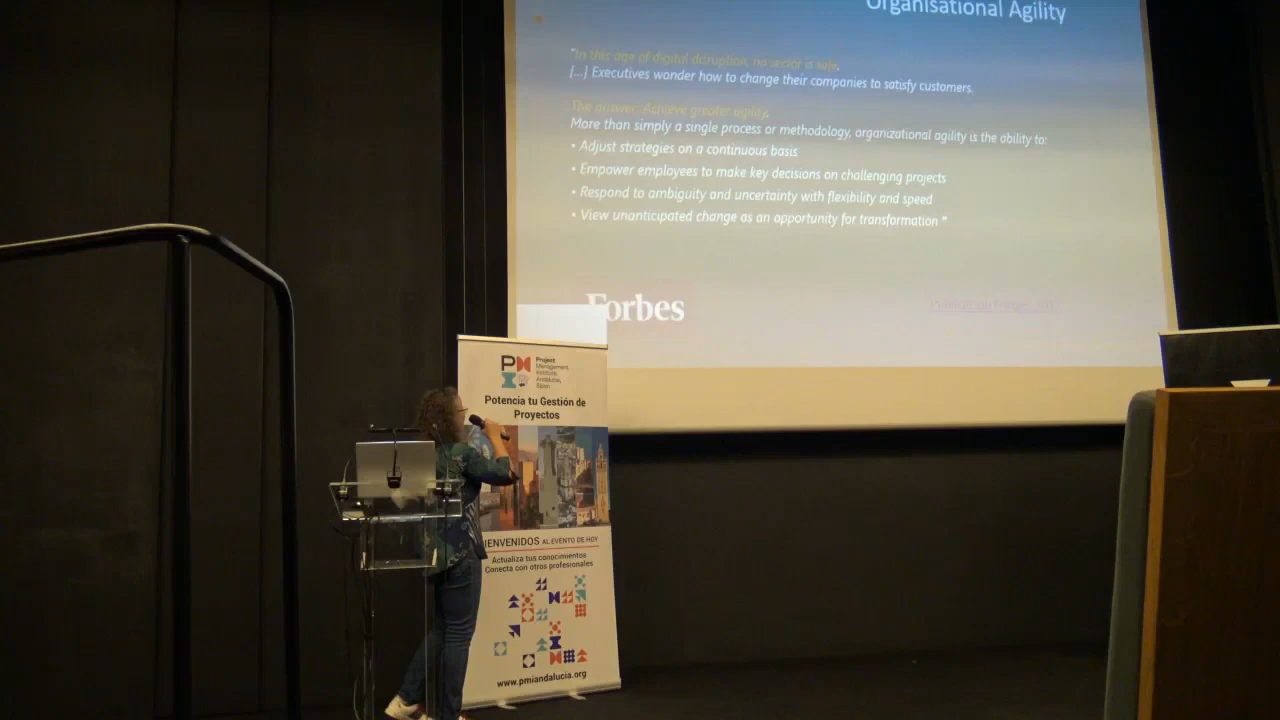 Organisational Agility
"In this age of digital disruption, no sector is safe.
[...] Executives wonder how to change their companies to satisfy customers.
The answer: Achieve greater agility.
More than simply a single process or methodology, organizational agility is the ability to:
• Adjust strategies on a continuous basis
• Empower employees to make key decisions on challenging projects
• Respond to ambiguity and uncertainty with flexibility and speed
• View unanticipated change as an opportunity for transformation "
Forbes
PM
Project
Management
Institute
Andalucía,
Spain
Potencia tu Gestión de
Proyectos
IENVENIDOS AL EVENTO DE HOY
Actualiza tus conocimientos
Conecta con otros profesionales
www.pmiandalucia.org